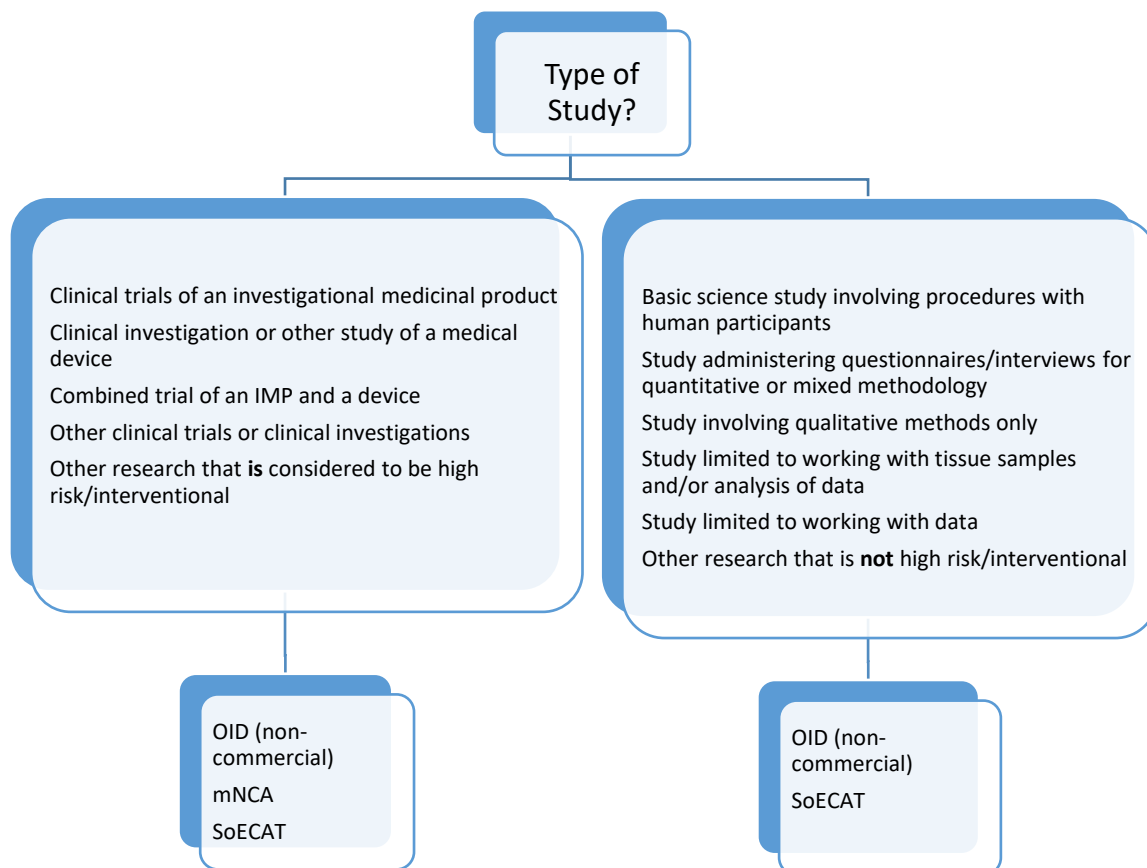 Type of
Study?
Clinical trials of an investigational medicinal product
Clinical investigation or other study of a medical
device
Combined trial of an IMP and a device
Other clinical trials or clinical investigations
Other research that is considered to be high
risk/interventional
Basic science study involving procedures with
human participants
Study administering questionnaires/interviews for
quantitative or mixed methodology
Study involving qualitative methods only
Study limited to working with tissue samples
and/or analysis of data
Study limited to working with data
Other research that is not high risk/interventional
OID (non-
commercial)
mNCA
SoECAT
OID (non-
commercial)
SoECAT